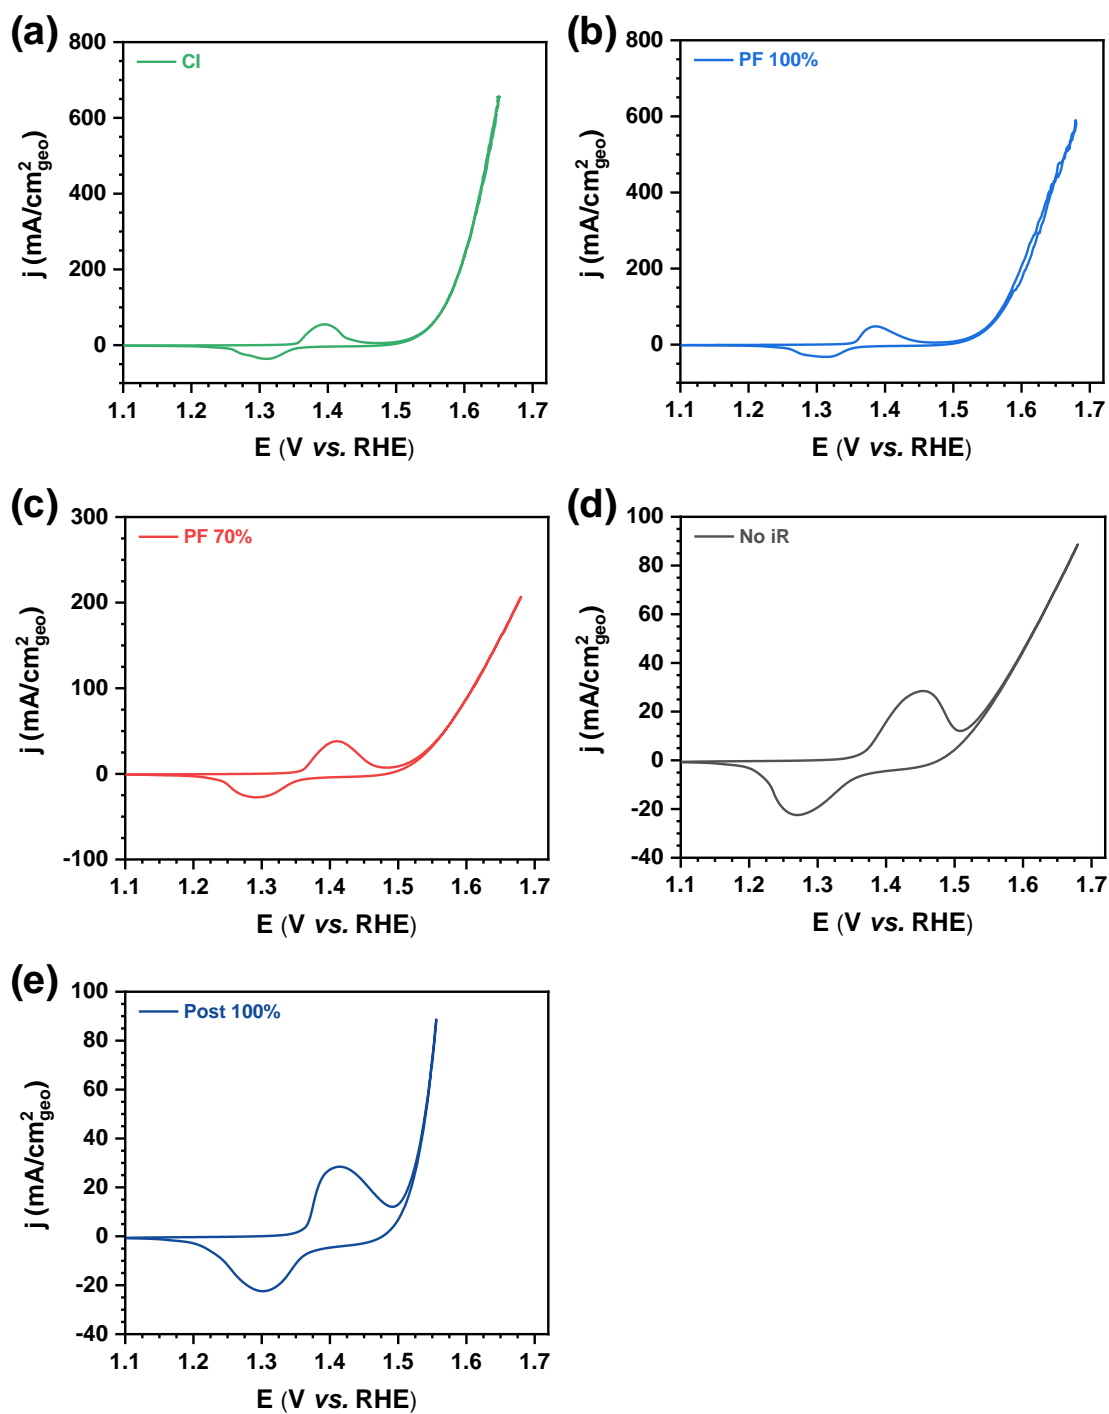 (a)
800
600
400
200
0
CI
j (mA/cm²geo)
1.1 1.2 1.3 1.4 1.5 1.6 1.7
E (V vs. RHE)
(b)
800
600
400
200
0
PF 100%
j (mA/cm²geo)
1.1 1.2 1.3 1.4 1.5 1.6 1.7
E (V vs. RHE)
(c)
300
200
100
0
-100
PF 70%
j (mA/cm²geo)
1.1 1.2 1.3 1.4 1.5 1.6 1.7
E (V vs. RHE)
(d)
100
80
60
40
20
0
-20
-40
No iR
j (mA/cm²geo)
1.1 1.2 1.3 1.4 1.5 1.6 1.7
E (V vs. RHE)
(e)
100
80
60
40
20
0
-20
-40
Post 100%
j (mA/cm²geo)
1.1 1.2 1.3 1.4 1.5 1.6 1.7
E (V vs. RHE)